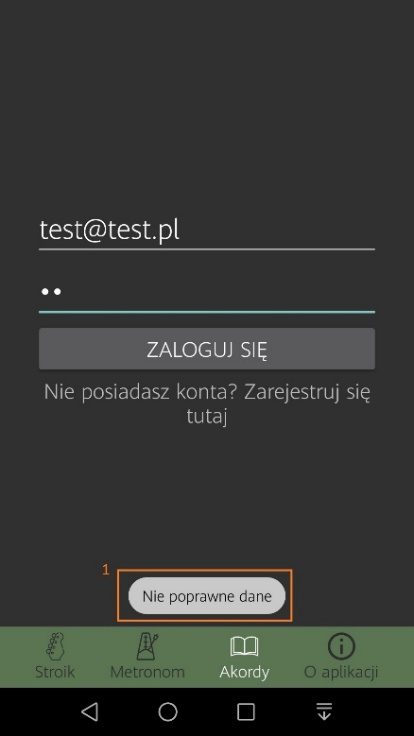 test@test.pl
••
ZALOGUJ SIĘ
Nie posiadasz konta? Zarejestruj się
tutaj
1
Nie poprawne dane
Stroik Metronom Akordy O aplikacji